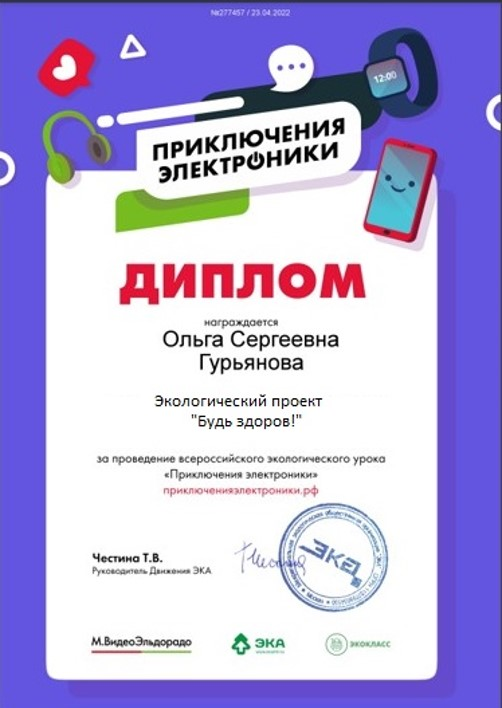 №277457 / 23.04.2022
12:00
ПРИКЛЮЧЕНИЯ
ЭЛЕКТРОНИКИ
ДИПЛОМ
награждается
Ольга Сергеевна
Гурьянова
Экологический проект
"Будь здоров!"
за проведение всероссийского экологического урока
«Приключения электроники»
приключенияэлектроники.рф
Честина Т.В.
Руководитель Движения ЭКА
ЭКА
М.ВидеоЭльдорадо
ЭКА
ЭКОКЛАСС